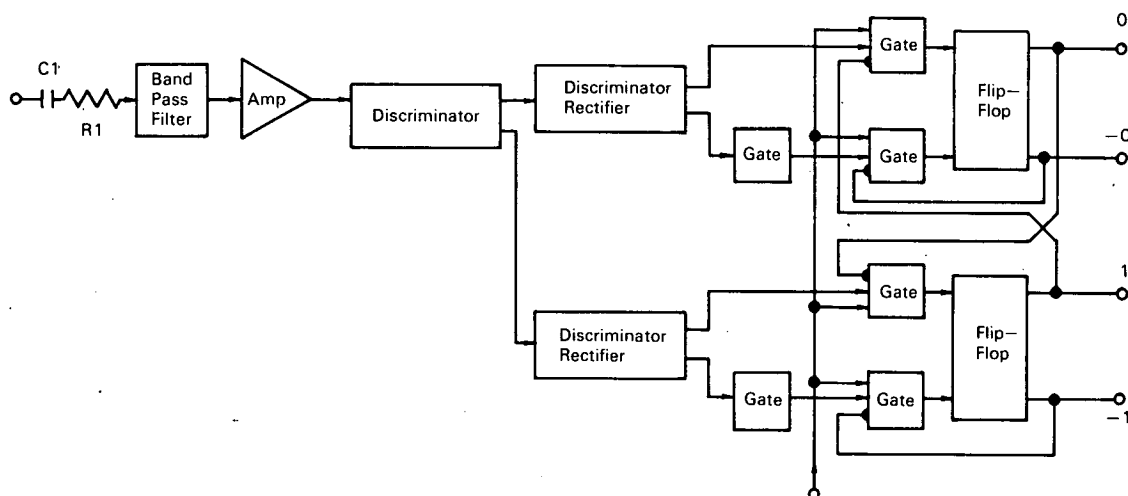 C1
R1
Band
Pass
Filter
Amp
Discriminator
Discriminator
Rectifier
Gate
Gate
Gate
Flip–
Flop
0
–0
Discriminator
Rectifier
Gate
Gate
Gate
Flip–
Flop
1
–1